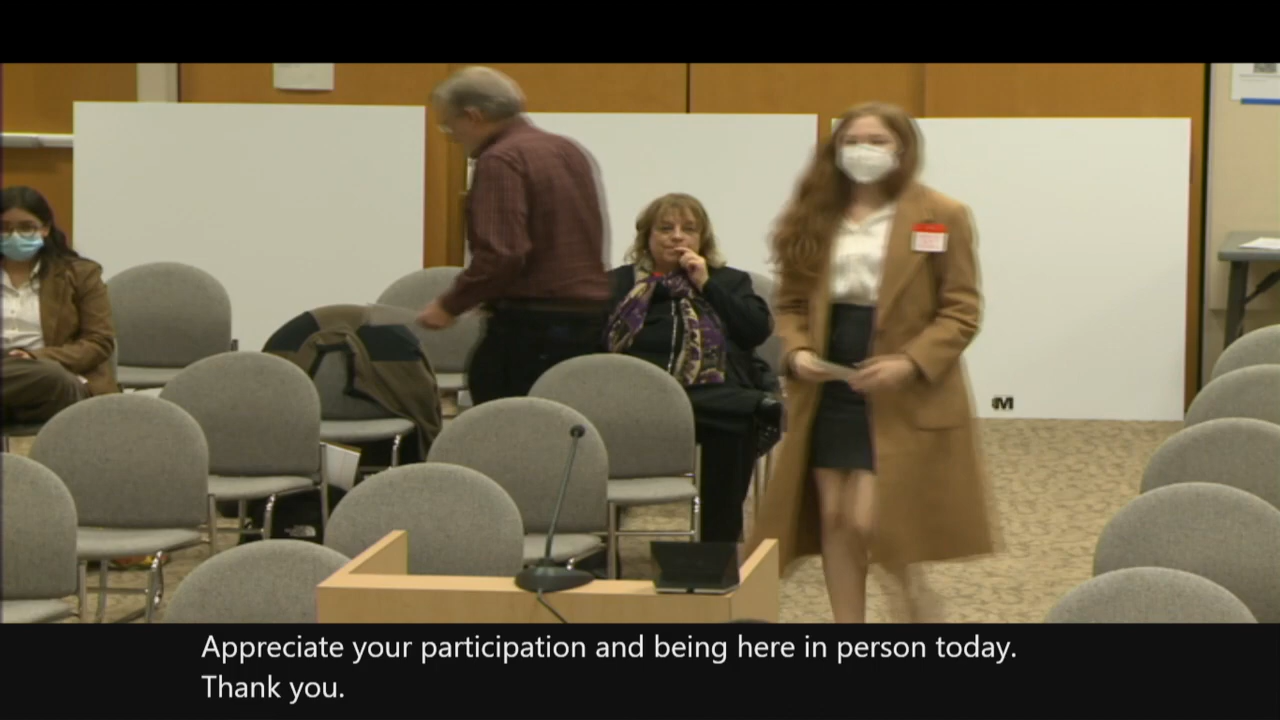 Appreciate your participation and being here in person today.
Thank you.